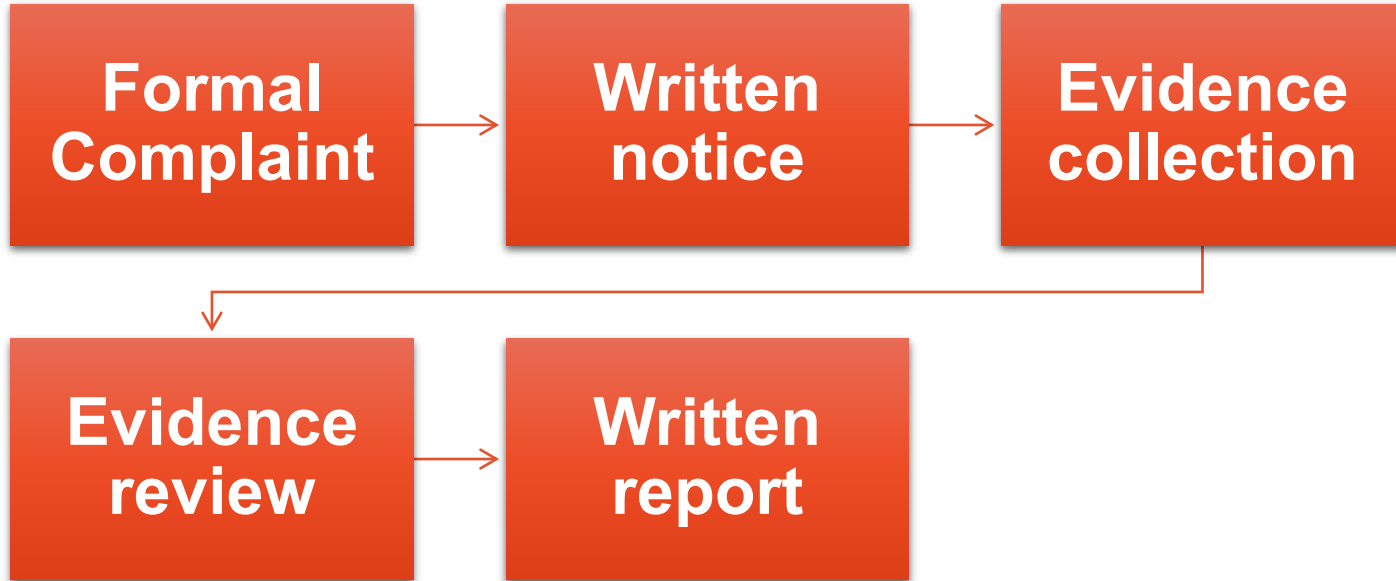 Formal
Complaint
Written
notice
Evidence
collection
Evidence
review
Written
report